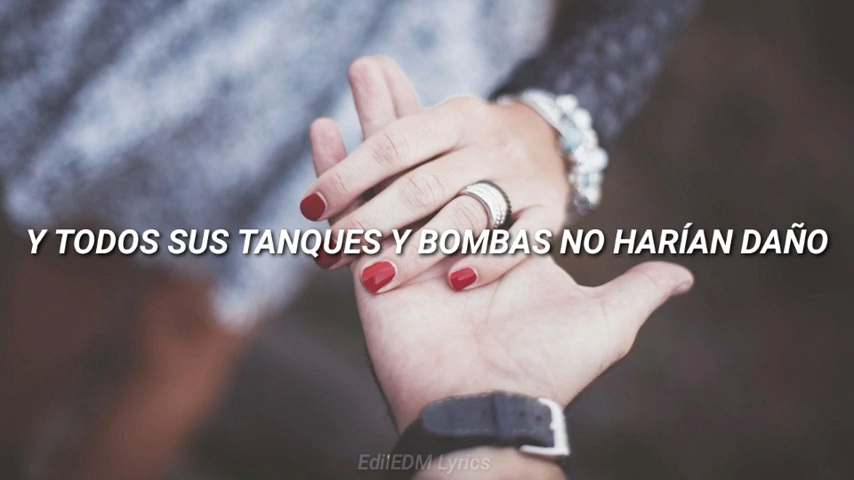 Y TODOS SUS TANQUES Y BOMBAS NO HARÍAN DAÑO
EdilEDM Lyrics